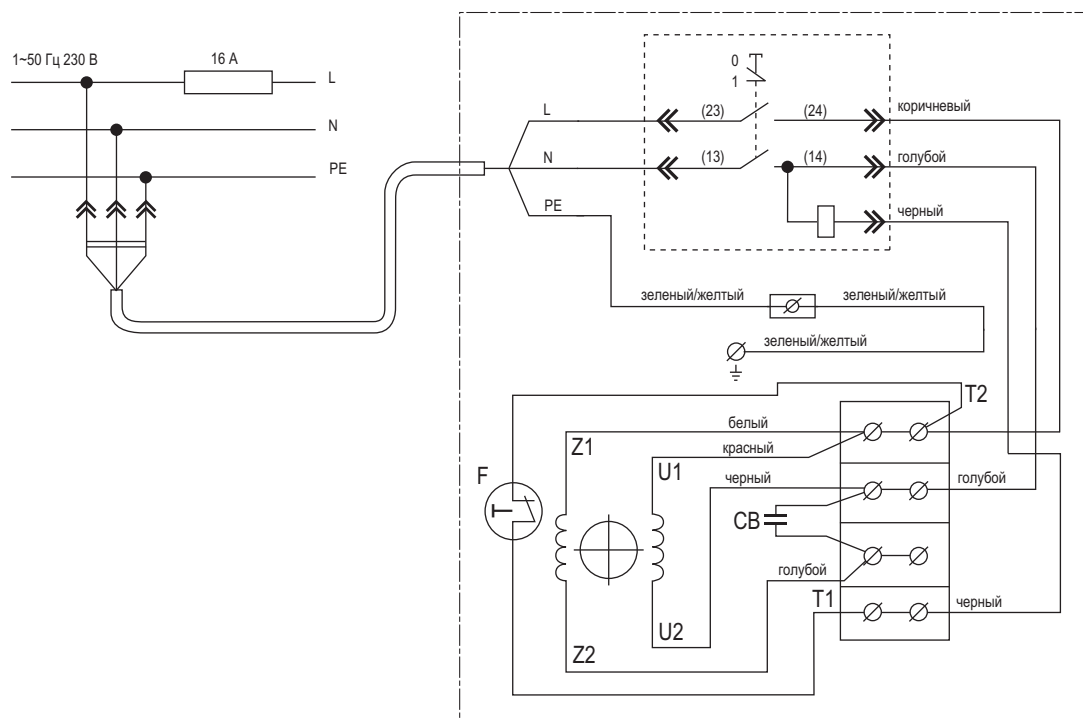 1~50 Гц 230 В
16 А
L
N
PE
0
1
L
(23)
(24)
коричневый
N
(13)
(14)
голубой
PE
черный
зеленый/желтый
зеленый/желтый
зеленый/желтый
T2
белый
Z1
красный
F
U1
черный
голубой
CB
голубой
T1
черный
U2
Z2